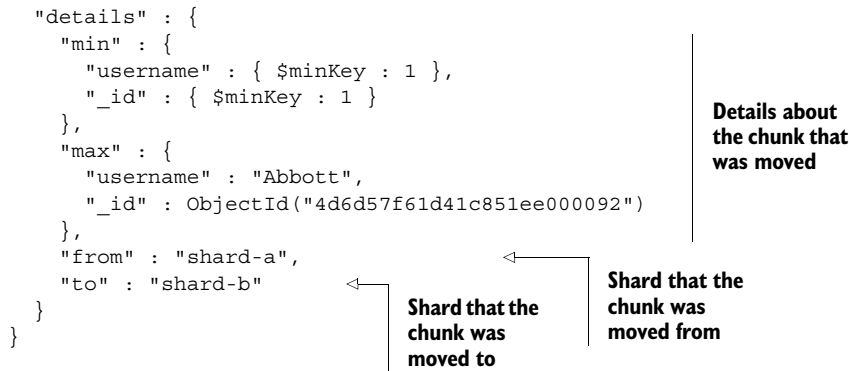 "details" : {
"min" : {
"username" : { $minKey : 1 },
"_id" : { $minKey : 1 }
},
"max" : {
"username" : "Abbott",
"_id" : ObjectId("4d6d57f61d41c851ee000092")
},
"from" : "shard-a",
"to" : "shard-b"
}
}
Details about
the chunk that
was moved
Shard that the
chunk was
moved from
Shard that the
chunk was
moved to